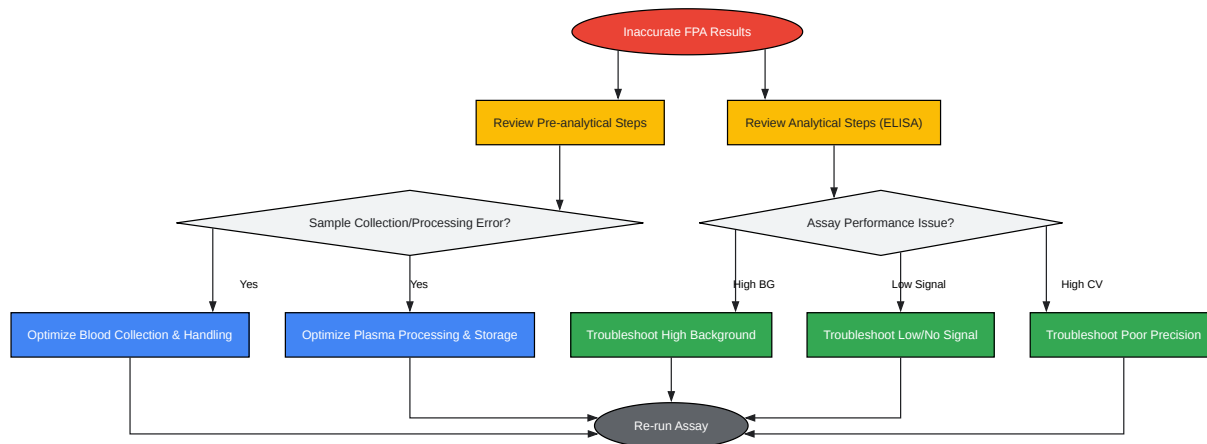 Inaccurate FPA Results
Review Pre-analytical Steps
Review Analytical Steps (ELISA)
Sample Collection/Processing Error?
Assay Performance Issue?
Yes
Yes
High BG
Low Signal
High CV
Optimize Blood Collection & Handling
Optimize Plasma Processing & Storage
Troubleshoot High Background
Troubleshoot Low/No Signal
Troubleshoot Poor Precision
Re-run Assay